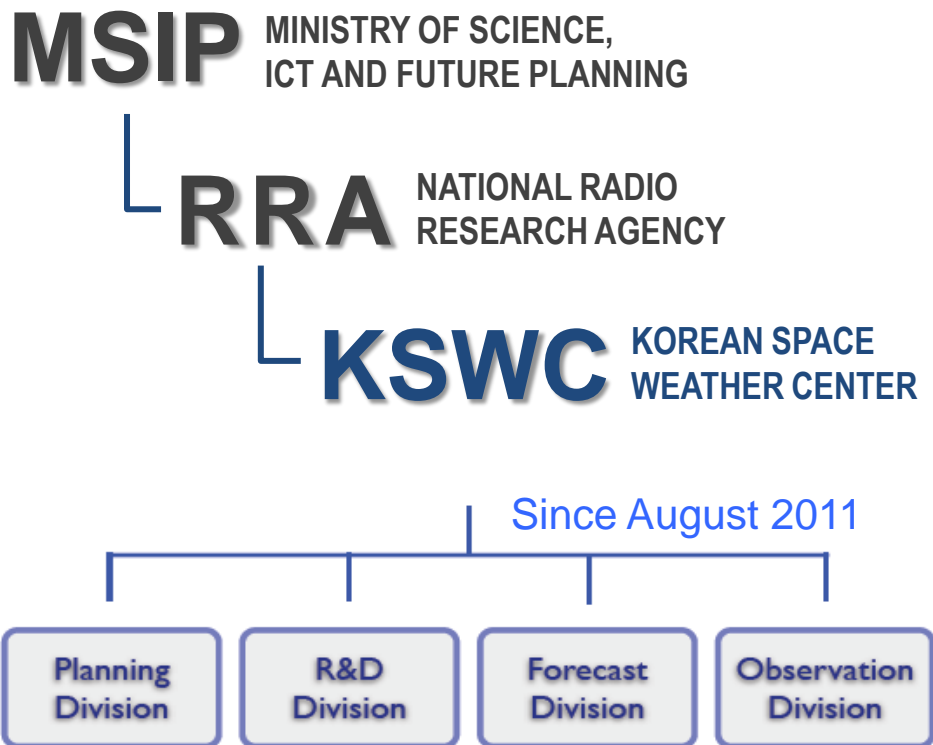 MSIP
MINISTRY OF SCIENCE,
ICT AND FUTURE PLANNING
RRA
NATIONAL RADIO
RESEARCH AGENCY
KSWC
KOREAN SPACE
WEATHER CENTER
Since August 2011
Planning
Division
R&D
Division
Forecast
Division
Observation
Division